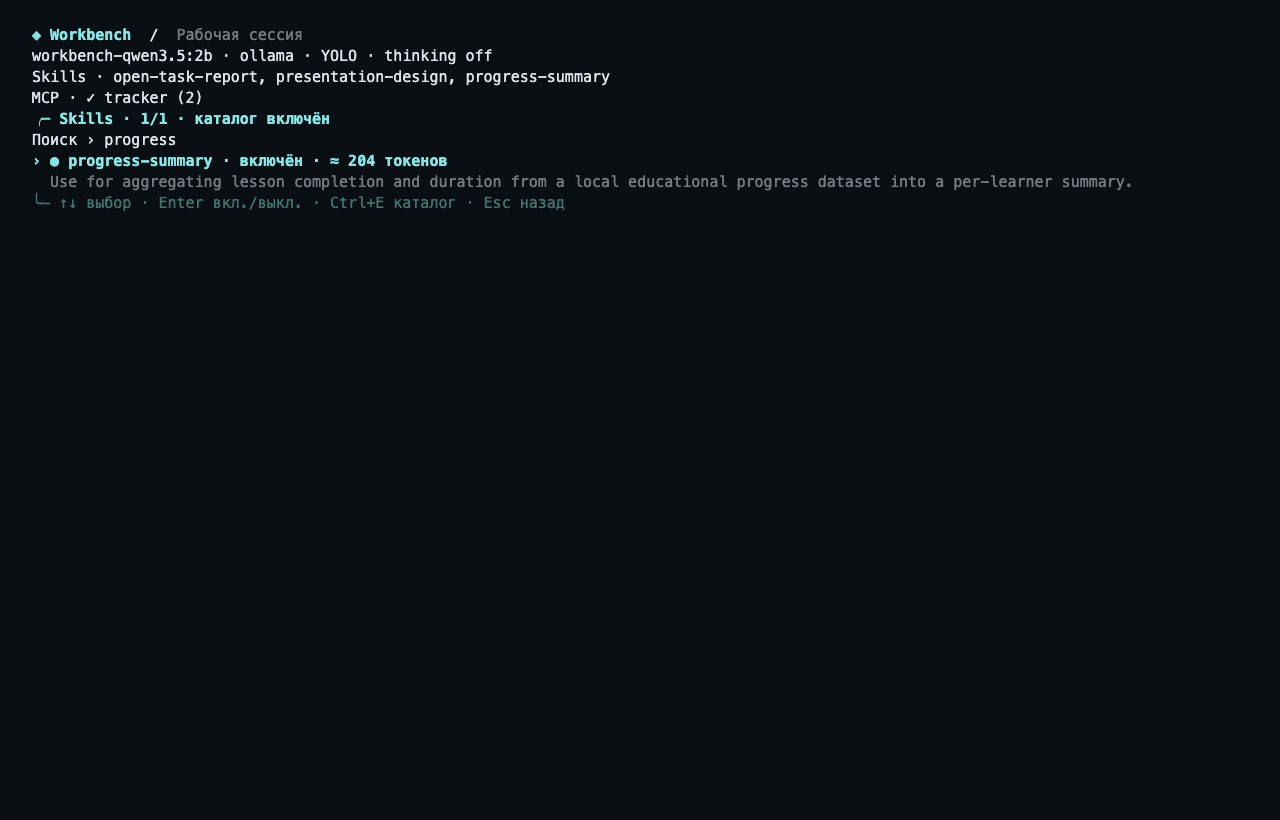 ◆ Workbench / Рабочая сессия
workbench-qwen3.5:2b · ollama · YOLO · thinking off
Skills · open-task-report, presentation-design, progress-summary
MCP · ✓ tracker (2)
╭─ Skills · 1/1 · каталог включён
Поиск › progress
› ● progress-summary · включён · ≈ 204 токенов
Use for aggregating lesson completion and duration from a local educational progress dataset into a per-learner summary.
╰─ ↑↓ выбор · Enter вкл./выкл. · Ctrl+E каталог · Esc назад